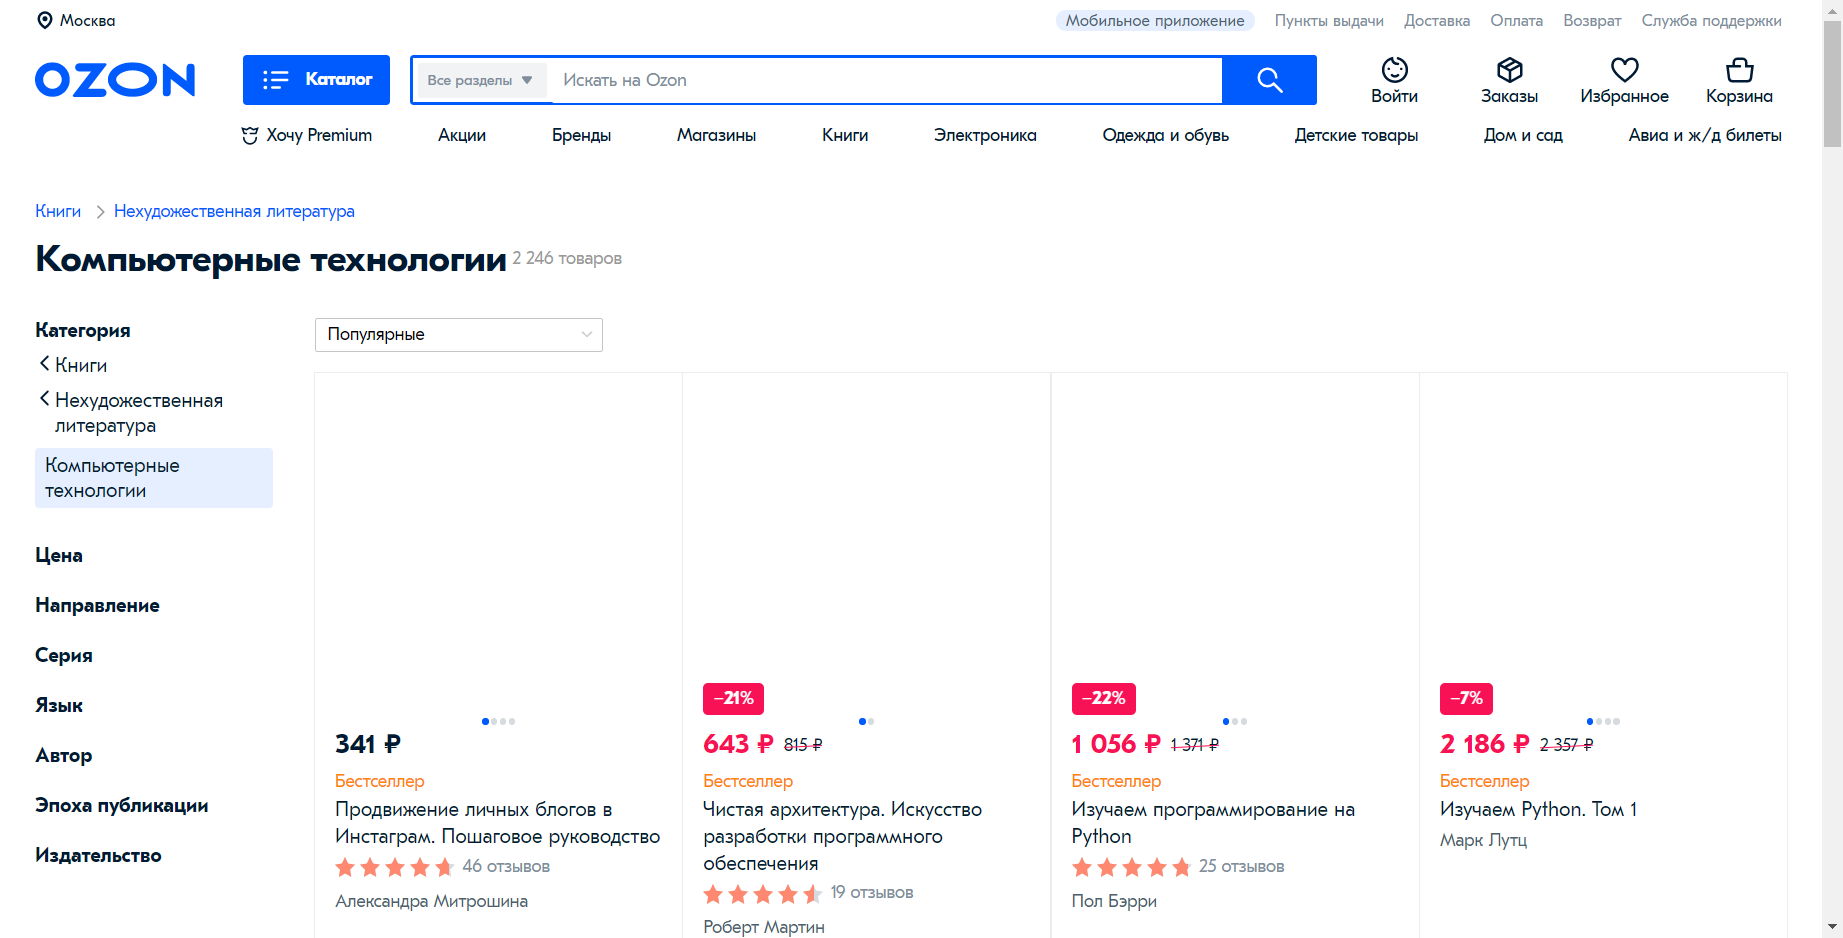 Москва
Мобильное приложение Пункты выдачи Доставка Оплата Возврат Служба поддержки
OZON
Каталог
Все разделы
Искать на Ozon
Войти
Заказы
Избранное
Корзина
Хочу Premium Акции Бренды Магазины Книги Электроника Одежда и обувь Детские товары Дом и сад Авиа и ж/д билеты
Книги Нехудожественная литература
Компьютерные технологии 2 246 товаров
Категория
Книги
Нехудожественная
литература
Компьютерные
технологии
Цена
Направление
Серия
Язык
Автор
Эпоха публикации
Издательство
Популярные
341 ₽
Бестселлер
Продвижение личных блогов в
Инстаграм. Пошаговое руководство
46 отзывов
Александра Митрошина
−21%
643 ₽ 815 ₽
Бестселлер
Чистая архитектура. Искусство
разработки программного
обеспечения
19 отзывов
Роберт Мартин
−22%
1 056 ₽ 1 371 ₽
Бестселлер
Изучаем программирование на
Python
25 отзывов
Пол Бэрри
−7%
2 186 ₽ 2 357 ₽
Бестселлер
Изучаем Python. Том 1
Марк Лутц